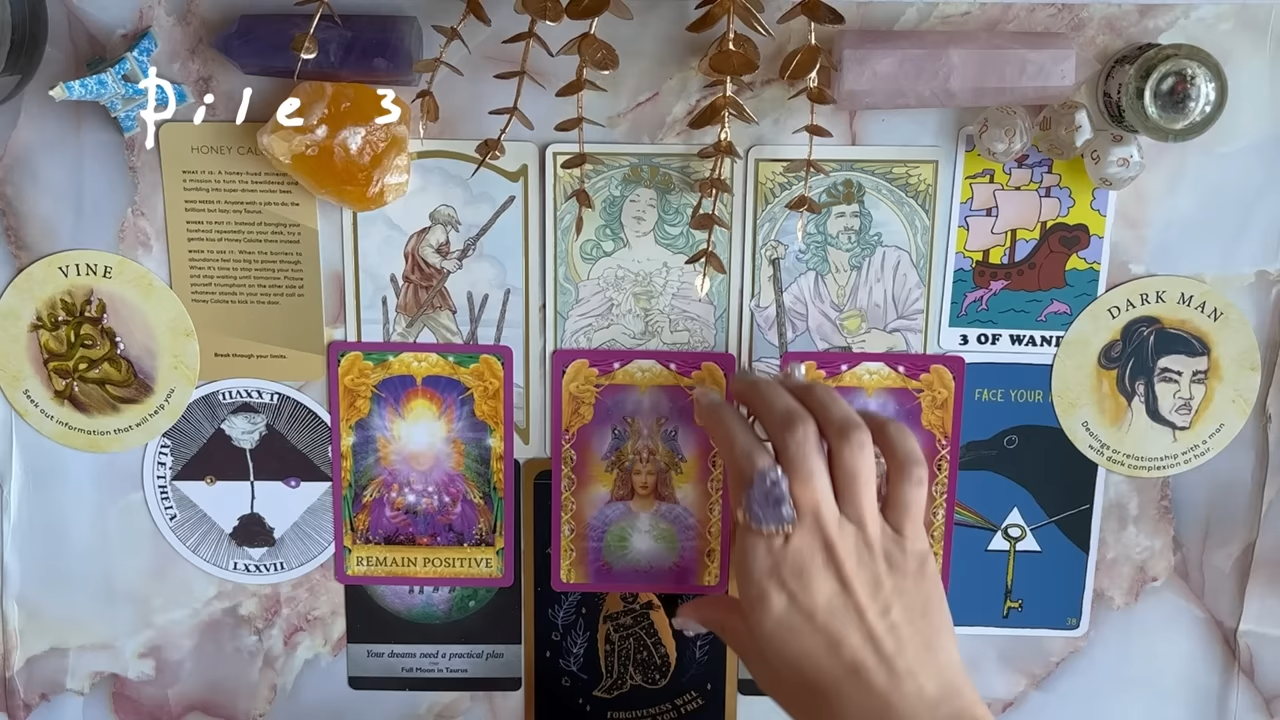 Pile 3
HONEY CALC
WHAT IT IS: A honey-hued mineral
a mission to turn the bewildered and
bumbling into super-driven worker bees.
WHO NEEDS IT: Anyone with a job to do; the
brilliant but lazy; any Taurus.
WHERE TO PUT IT: Instead of banging your
forehead repeatedly on your desk, try a
gentle kiss of Honey Calcite there instead.
WHEN TO USE IT: When the barriers to
abundance feel too big to power through.
When it's time to stop waiting your turn
and stop waiting until tomorrow. Picture
yourself triumphant on the other side of
whatever stands in your way and call on
Honey Calcite to kick in the door.
Break through your limits.
VINE
Seek out information that will help you.
3 OF WAND
DARK MAN
Dealings or relationship with a man
with dark complexion or hair.
LXXVII
ALETHEIA
LXXVII
REMAIN POSITIVE
FACE YOUR
38
Your dreams need a practical plan
Full Moon in Taurus
FORGIVENESS WILL
YOU FREE